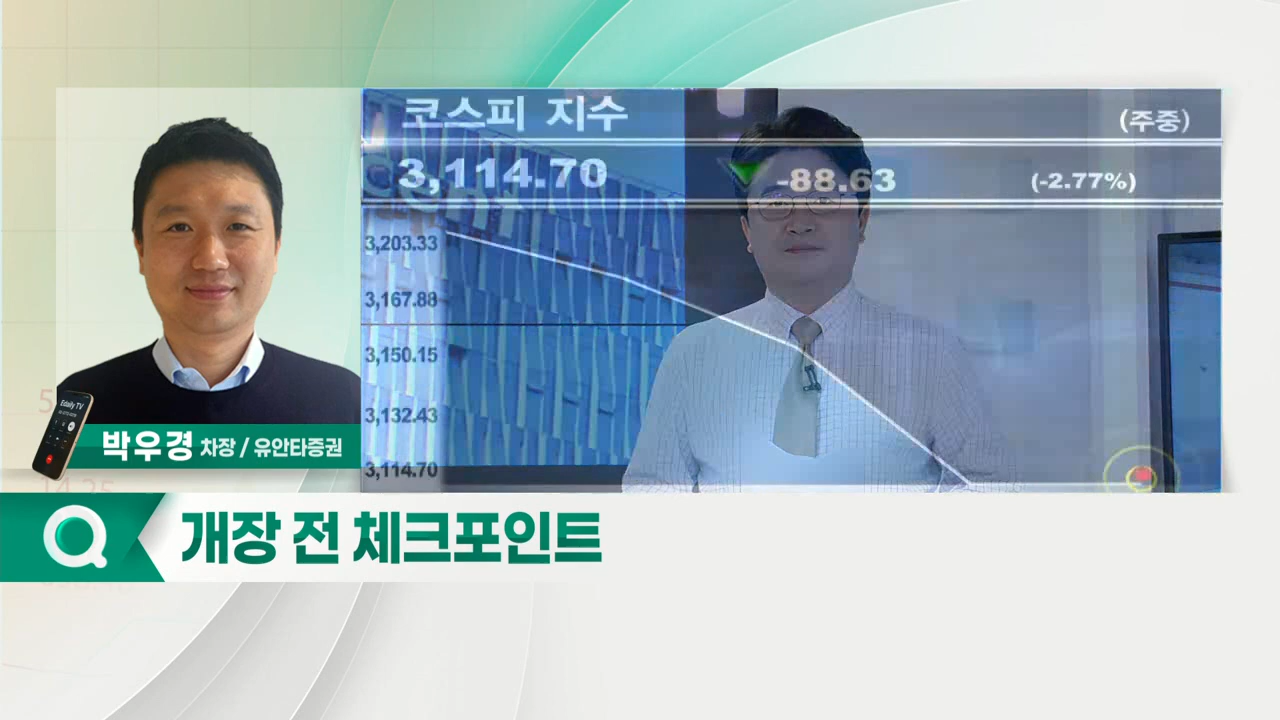 코스피 지수
(주중)
3,114.70
▼ -88.63
(-2.77%)
3,203.33
3,167.88
3,150.15
3,132.43
3,114.70
Edaily TV
박우경 차장 / 유안타증권
개장 전 체크포인트